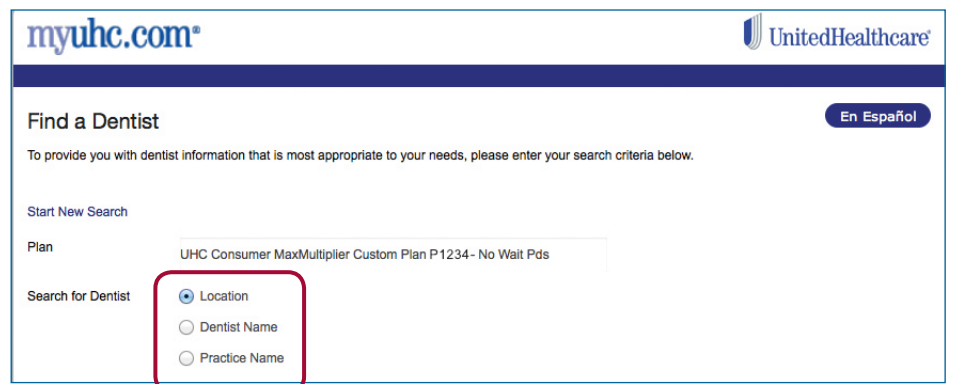 myuhc.com®
UnitedHealthcare®
Find a Dentist
En Español
To provide you with dentist information that is most appropriate to your needs, please enter your search criteria below.
Start New Search
Plan
UHC Consumer MaxMultiplier Custom Plan P1234- No Wait Pds
Search for Dentist
Location
Dentist Name
Practice Name